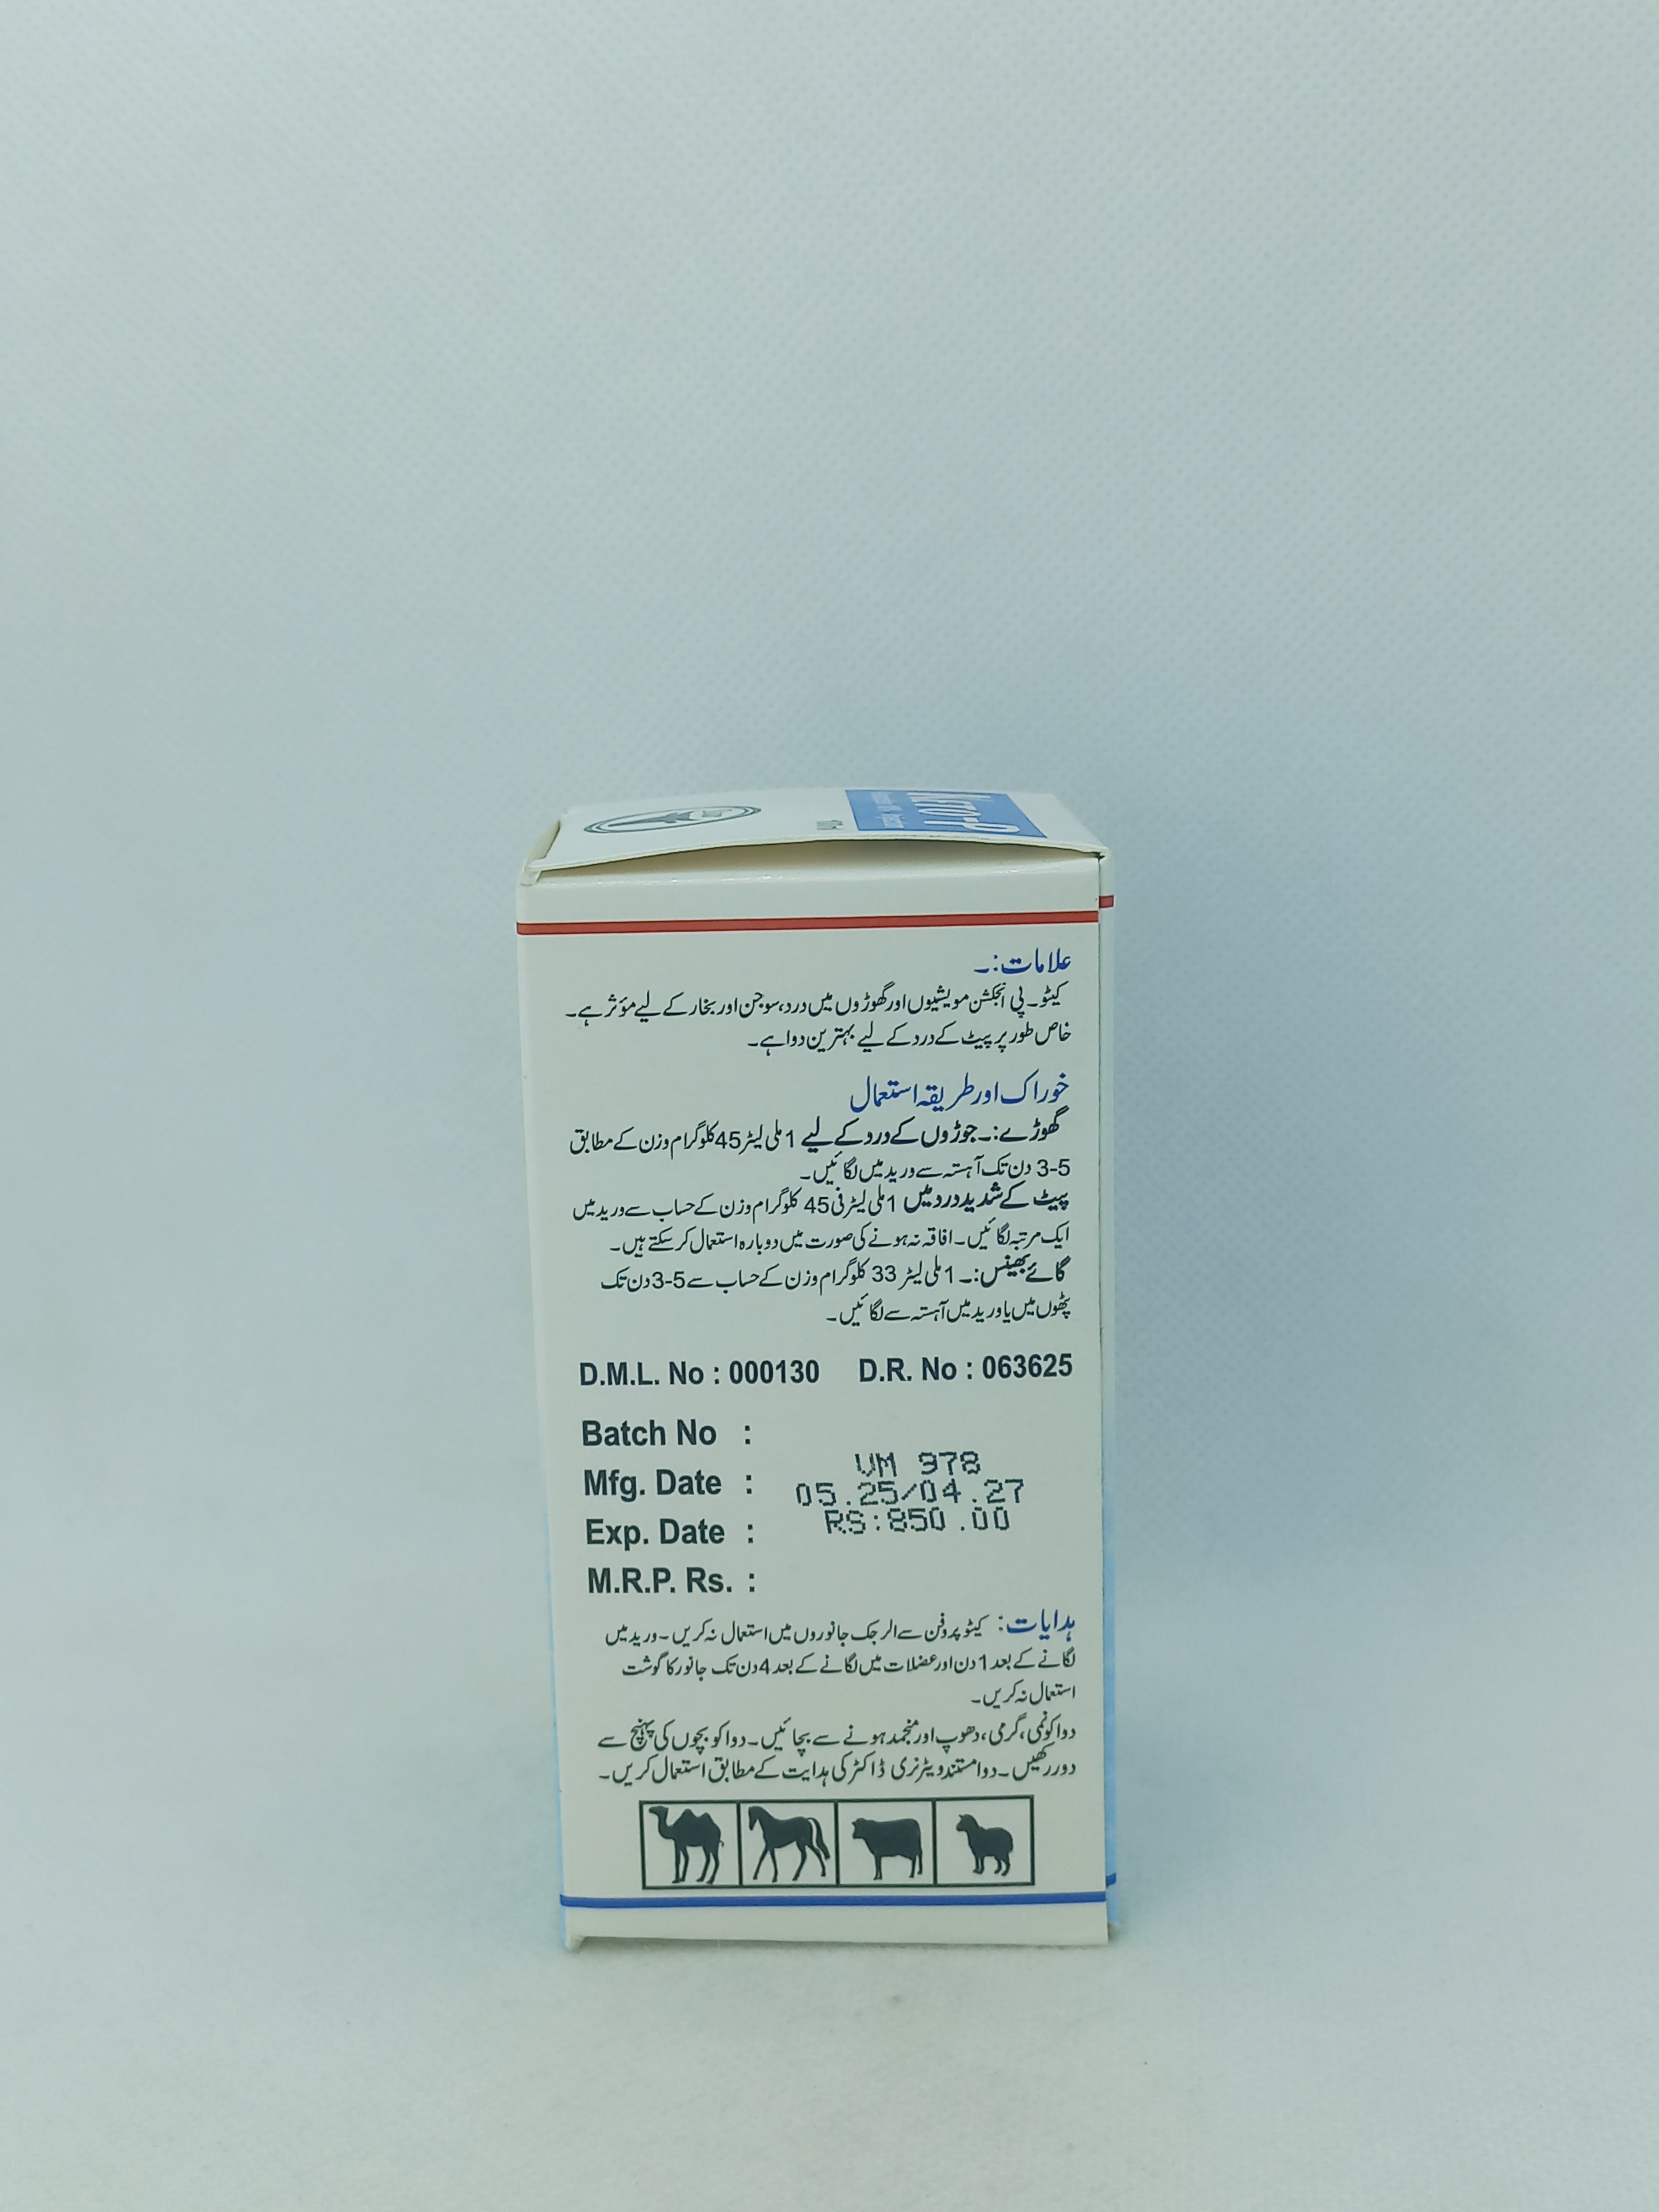 Keto-P
علامات:۔
کیٹو۔پی انجکشن مویشیوں اور گھوڑوں میں درد، سوجن اور بخار کے لیے مؤثر ہے۔
خاص طور پر پیٹ کے درد کے لیے بہترین دوا ہے۔
خوراک اور طریقہ استعمال
گھوڑے:۔ جوڑوں کے درد کے لیے 1 ملی لیٹر 45 کلوگرام وزن کے مطابق
3-5 دن تک آہستہ سے ورید میں لگائیں۔
پیٹ کے شدید درد میں 1 ملی لیٹر فی 45 کلوگرام وزن کے حساب سے ورید میں
ایک مرتبہ لگائیں۔ افاقہ نہ ہونے کی صورت میں دوبارہ استعمال کر سکتے ہیں۔
گائے بھینس:۔ 1 ملی لیٹر 33 کلوگرام وزن کے حساب سے 3-5 دن تک
پٹھوں میں یا ورید میں آہستہ سے لگائیں۔
D.M.L. No : 000130 D.R. No : 063625
Batch No :
VM 978
Mfg. Date :
05.25/04.27
Exp. Date :
RS:850.00
M.R.P. Rs. :
ہدایات: کیٹوپروفن سے الرجک جانوروں میں استعمال نہ کریں۔ ورید میں
لگانے کے بعد 1 دن اور عضلات میں لگانے کے بعد 4 دن تک جانور کا گوشت
استعمال نہ کریں۔
دوا کو نمی، گرمی، دھوپ اور منجمد ہونے سے بچائیں۔ دوا کو بچوں کی پہنچ سے
دور رکھیں۔ دوا مستند ویٹرنری ڈاکٹر کی ہدایت کے مطابق استعمال کریں۔